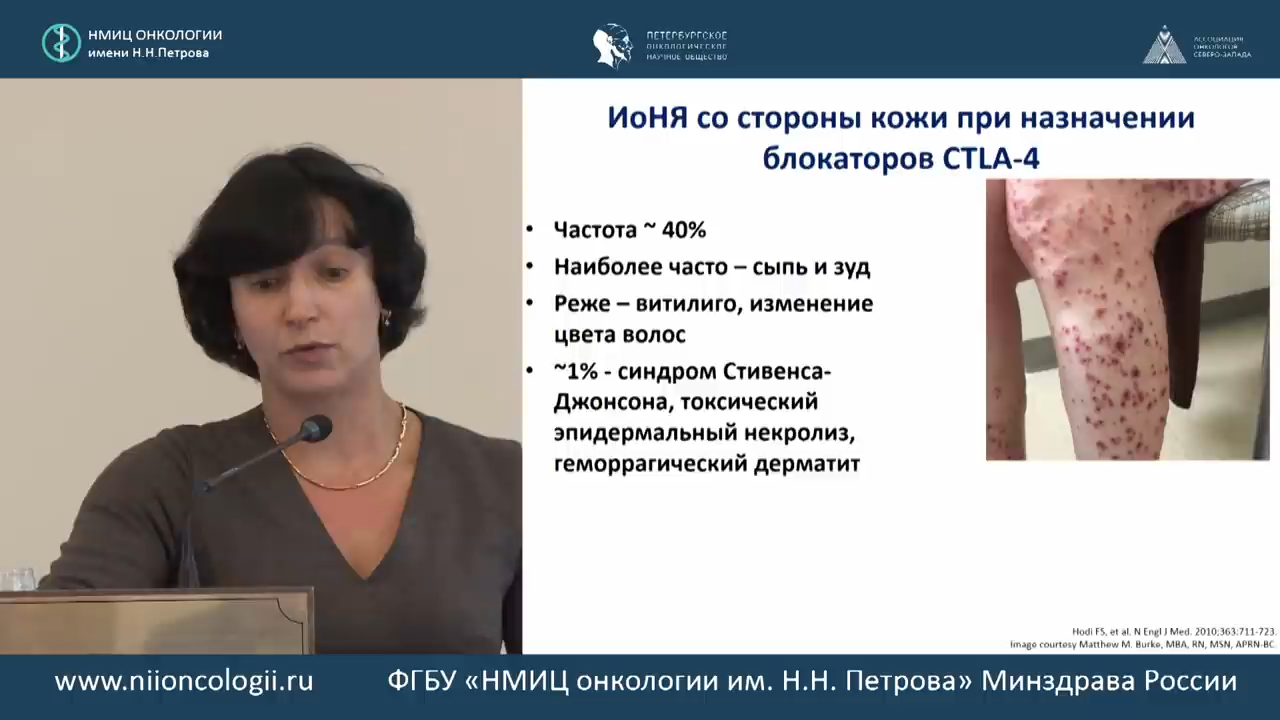 НМИЦ ОНКОЛОГИИ
имени Н.Н.Петрова
ПЕТЕРБУРГСКОЕ
ОНКОЛОГИЧЕСКОЕ
НАУЧНОЕ ОБЩЕСТВО
АССОЦИАЦИЯ
ОНКОЛОГОВ
СЕВЕРО-ЗАПАДА
ИоНЯ со стороны кожи при назначении
блокаторов CTLA-4
• Частота ~ 40%
• Наиболее часто – сыпь и зуд
• Реже – витилиго, изменение
цвета волос
• ~1% - синдром Стивенса-
Джонсона, токсический
эпидермальный некролиз,
геморрагический дерматит
Hodi FS, et al. N Engl J Med. 2010;363:711-723.
Image courtesy Matthew M. Burke, MBA, RN, MSN, APRN-BC.
www.niioncologii.ru
ФГБУ «НМИЦ онкологии им. Н.Н. Петрова» Минздрава России